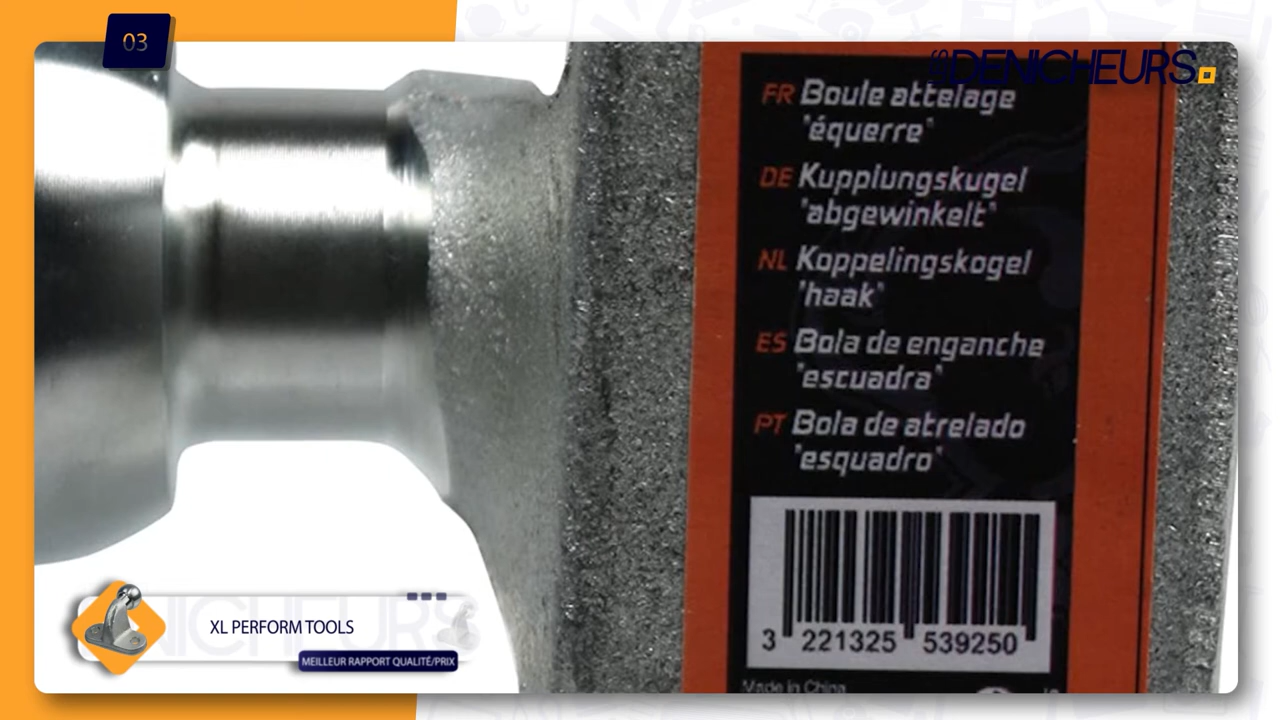 03
LES DENICHEURS
FR Boule attelage
"équerre"
DE Kupplungskugel
"abgewinkelt"
NL Koppelingskogel
"haak"
ES Bola de enganche
"escuadra"
PT Bola de atrelado
"esquadro"
3 221325 539250
Made in China
XL PERFORM TOOLS
MEILLEUR RAPPORT QUALITÉ/PRIX